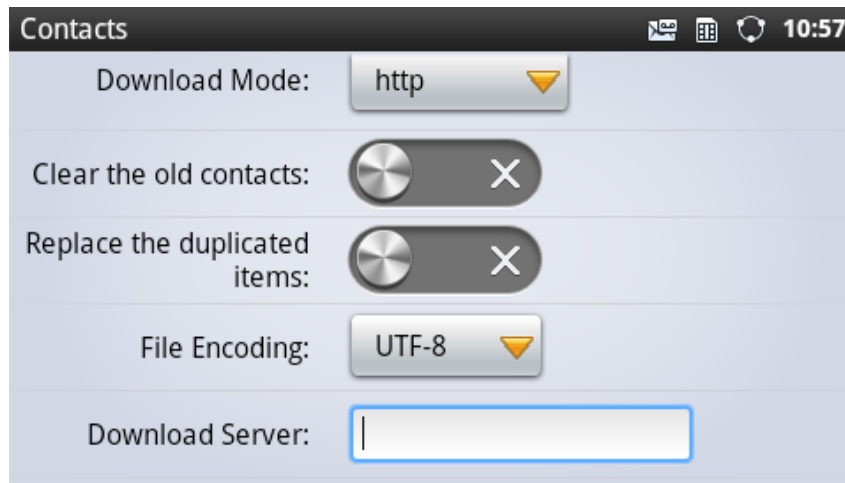 Contacts 10:57
Download Mode: http
Clear the old contacts:
Replace the duplicated
items:
File Encoding: UTF-8
Download Server: